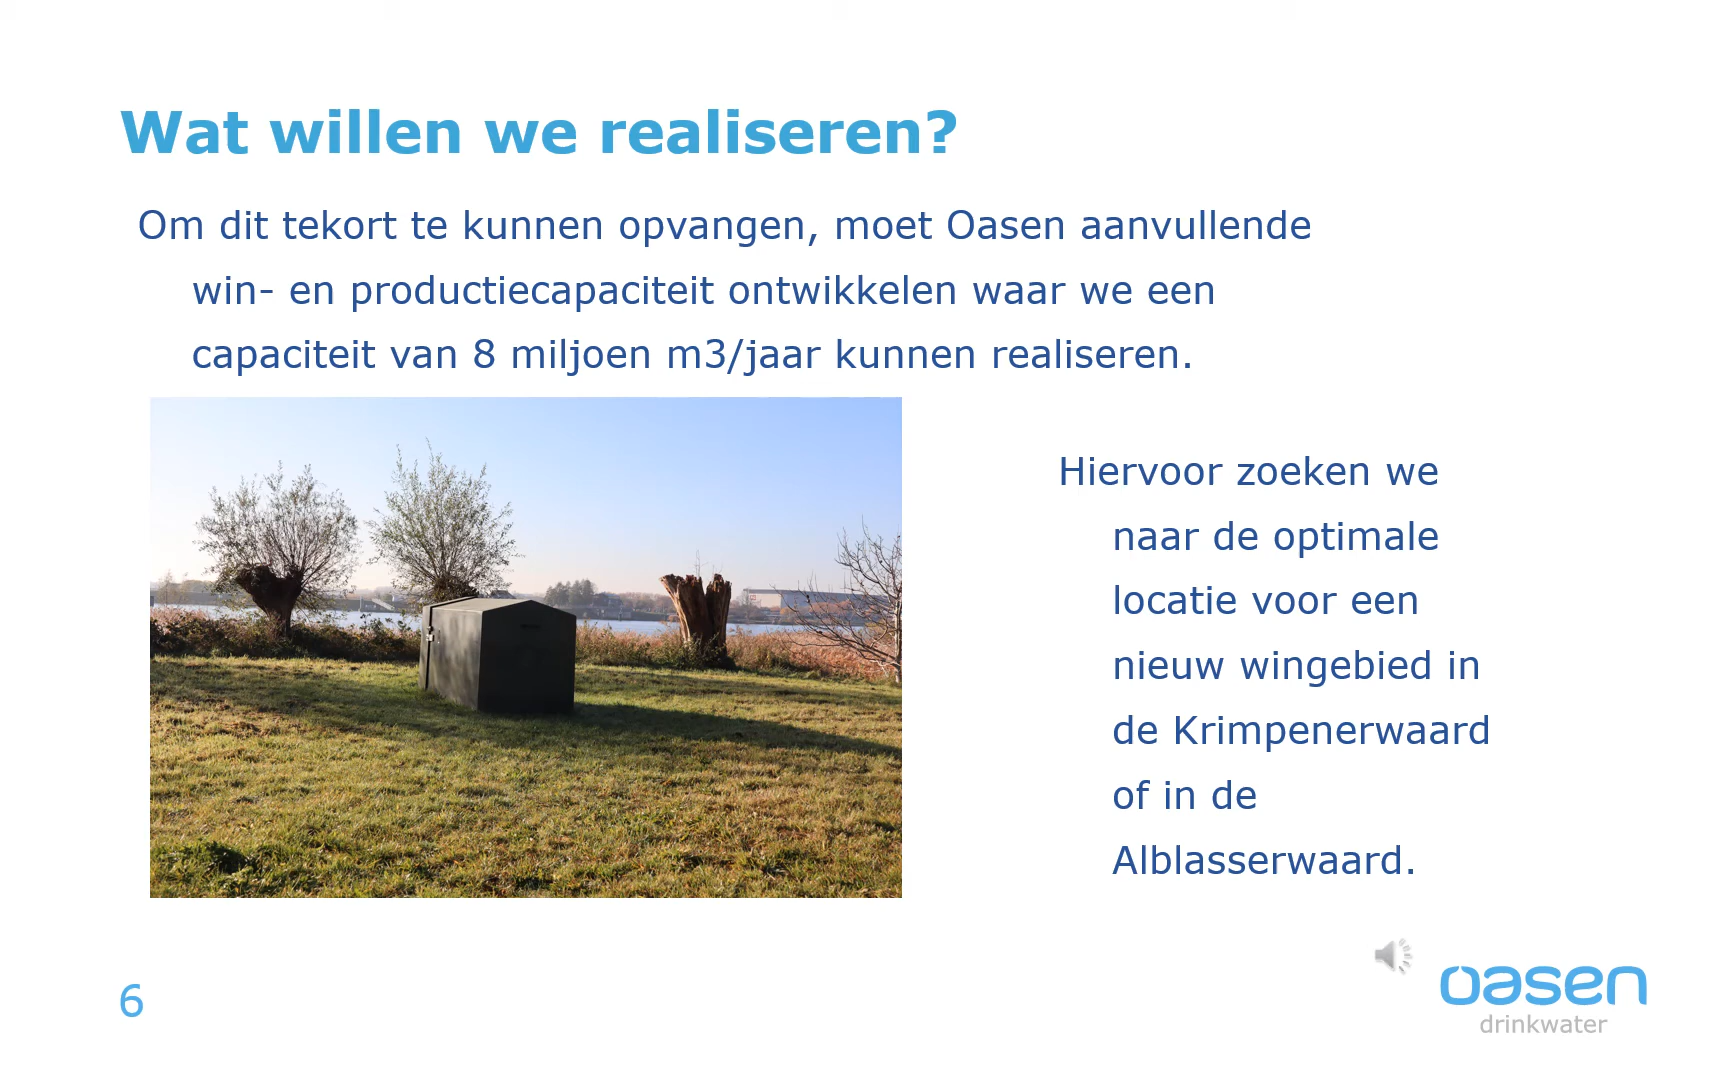 Wat willen we realiseren?
Om dit tekort te kunnen opvangen, moet Oasen aanvullende
win- en productiecapaciteit ontwikkelen waar we een
capaciteit van 8 miljoen m3/jaar kunnen realiseren.
Hiervoor zoeken we
naar de optimale
locatie voor een
nieuw wingebied in
de Krimpenerwaard
of in de
Alblasserwaard.
6
oasen
drinkwater